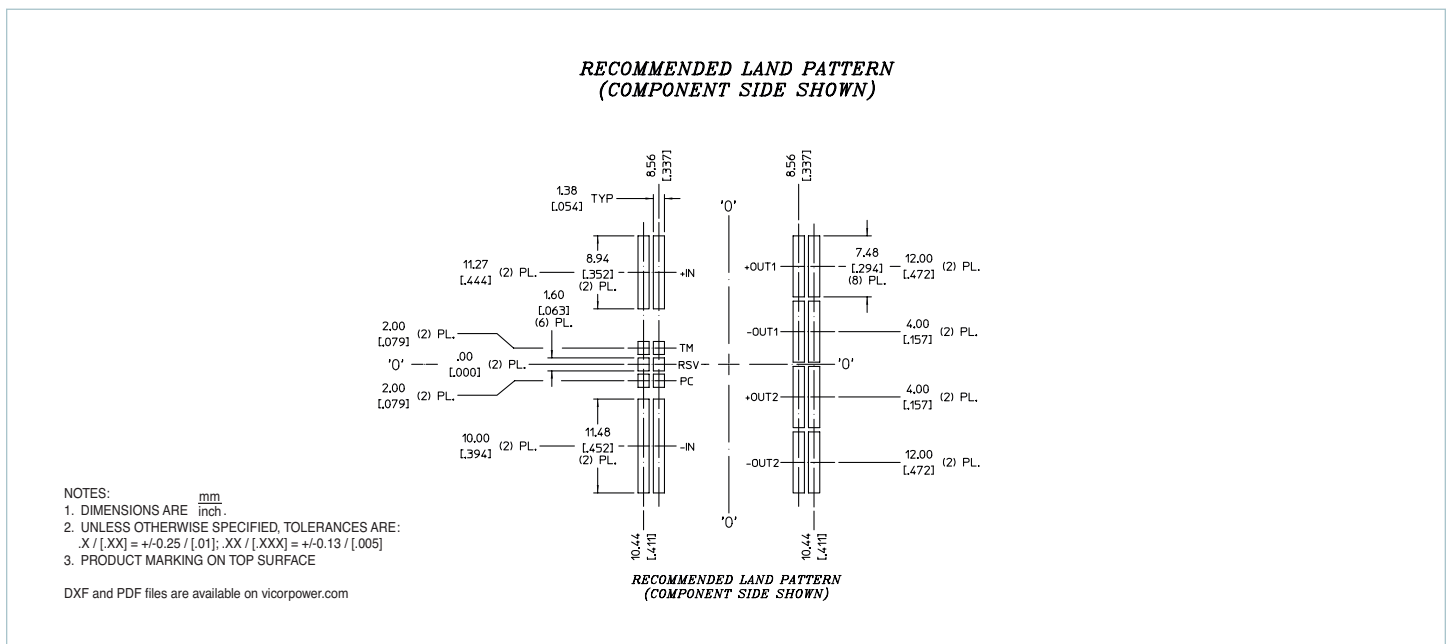 RECOMMENDED LAND PATTERN
(COMPONENT SIDE SHOWN)
8.56
[.337]
8.56
[.337]
1.38
[.054]
TYP
'0'
11.27
[.444]
(2) PL.
8.94
[.352]
(2) PL.
+IN
+OUT1
7.48
[.294]
(8) PL.
12.00
[.472]
(2) PL.
1.60
[.063]
(6) PL.
2.00
[.079]
(2) PL.
TM
-OUT1
4.00
[.157]
(2) PL.
'0'
.00
[.000]
(2) PL.
RSV
'0'
2.00
[.079]
(2) PL.
PC
+OUT2
4.00
[.157]
(2) PL.
10.00
[.394]
(2) PL.
11.48
[.452]
(2) PL.
-IN
-OUT2
12.00
[.472]
(2) PL.
'0'
10.44
[.411]
10.44
[.411]
RECOMMENDED LAND PATTERN
(COMPONENT SIDE SHOWN)
NOTES:
1. DIMENSIONS ARE mm
inch.
2. UNLESS OTHERWISE SPECIFIED, TOLERANCES ARE:
.X / [.XX] = +/-0.25 / [.01]; .XX / [.XXX] = +/-0.13 / [.005]
3. PRODUCT MARKING ON TOP SURFACE
DXF and PDF files are available on vicorpower.com